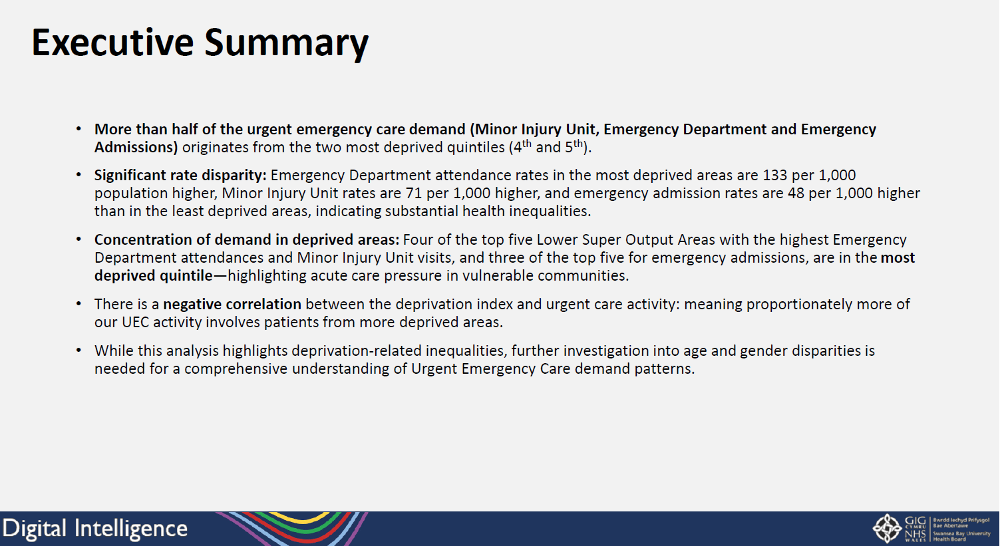 Executive Summary
• More than half of the urgent emergency care demand (Minor Injury Unit, Emergency Department and Emergency
Admissions) originates from the two most deprived quintiles (4th and 5th).
• Significant rate disparity: Emergency Department attendance rates in the most deprived areas are 133 per 1,000
population higher, Minor Injury Unit rates are 71 per 1,000 higher, and emergency admission rates are 48 per 1,000 higher
than in the least deprived areas, indicating substantial health inequalities.
• Concentration of demand in deprived areas: Four of the top five Lower Super Output Areas with the highest Emergency
Department attendances and Minor Injury Unit visits, and three of the top five for emergency admissions, are in the most
deprived quintile—highlighting acute care pressure in vulnerable communities.
• There is a negative correlation between the deprivation index and urgent care activity: meaning proportionately more of
our UEC activity involves patients from more deprived areas.
• While this analysis highlights deprivation-related inequalities, further investigation into age and gender disparities is
needed for a comprehensive understanding of Urgent Emergency Care demand patterns.
Digital Intelligence
GIG
CYMRU
NHS
WALES
Bwrdd Iechyd Prifysgol
Bae Abertawe
Swansea Bay University
Health Board